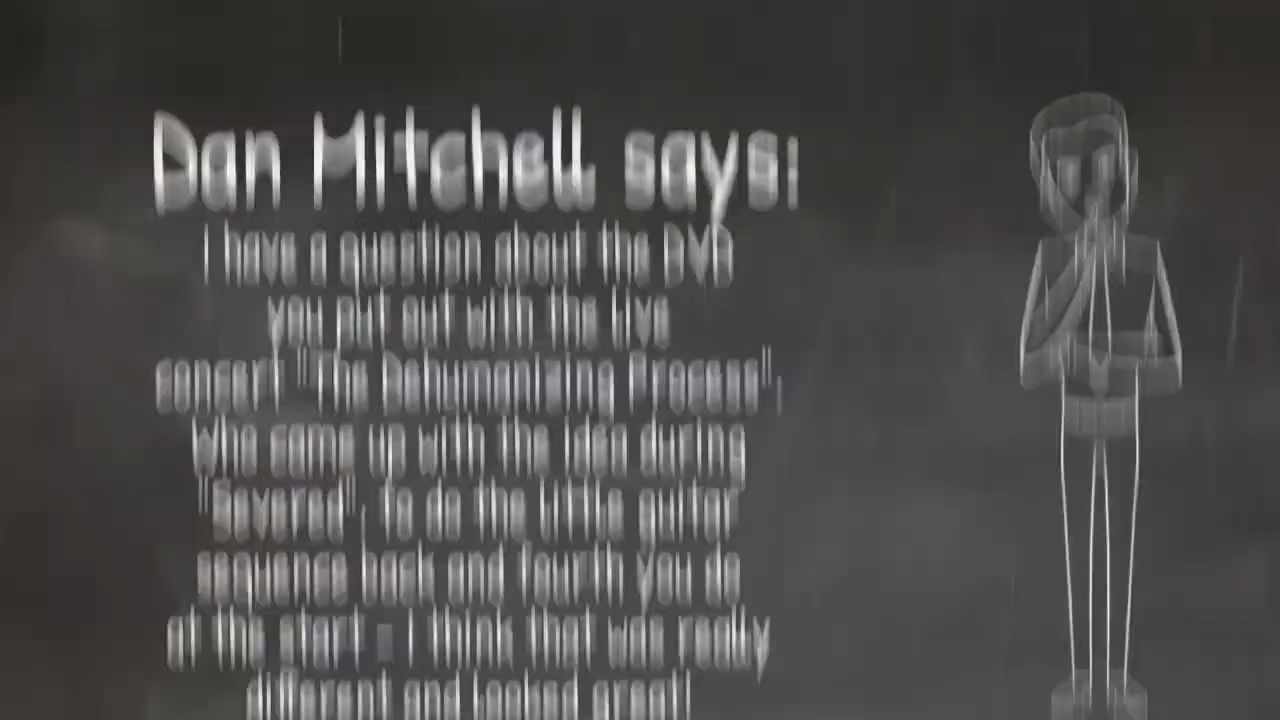 Dan Mitchell says:
I have a question about the DVD
you put out with the live
concert "The Dehumanizing Process",
Who came up with the idea during
"Severed", to do the little guitar
sequence back and fourth you do
at the start - I think that was really
different and looked great!